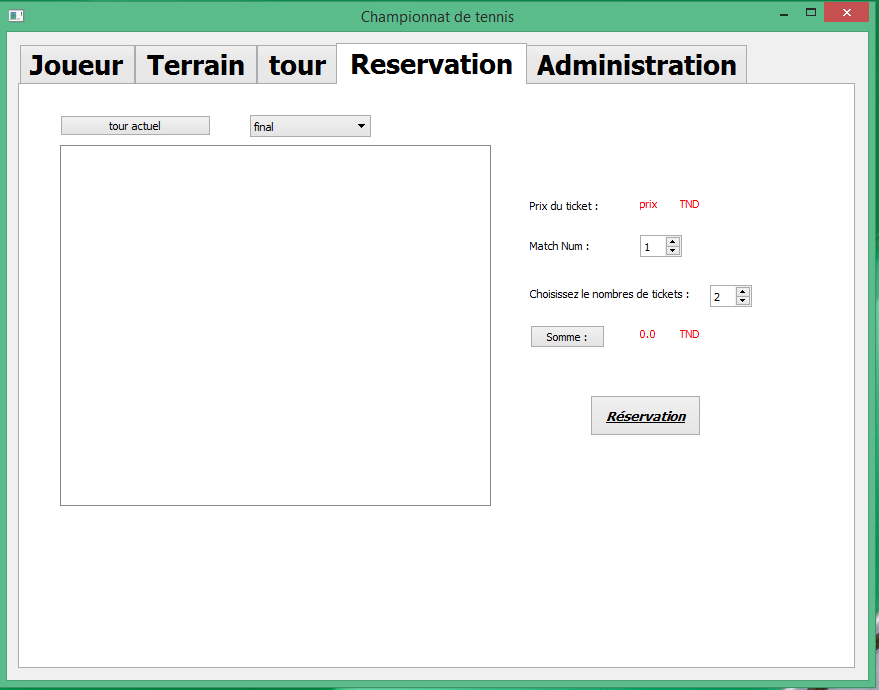 Championnat de tennis
Joueur Terrain tour Reservation Administration
tour actuel final
Prix du ticket : prix TND
Match Num : 1
Choisissez le nombres de tickets : 2
Somme : 0.0 TND
Réservation